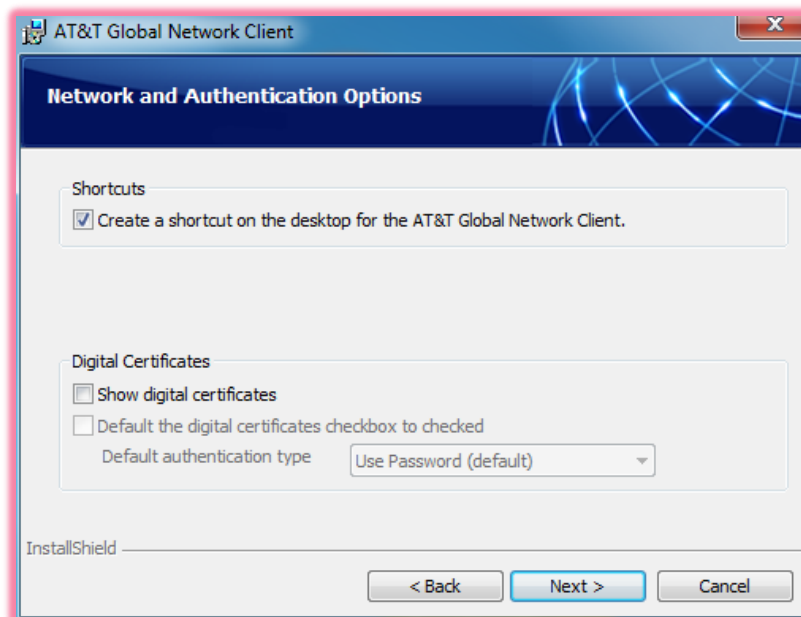 AT&T Global Network Client
X
Network and Authentication Options
Shortcuts
Create a shortcut on the desktop for the AT&T Global Network Client.
Digital Certificates
Show digital certificates
Default the digital certificates checkbox to checked
Default authentication type Use Password (default)
InstallShield
< Back Next > Cancel